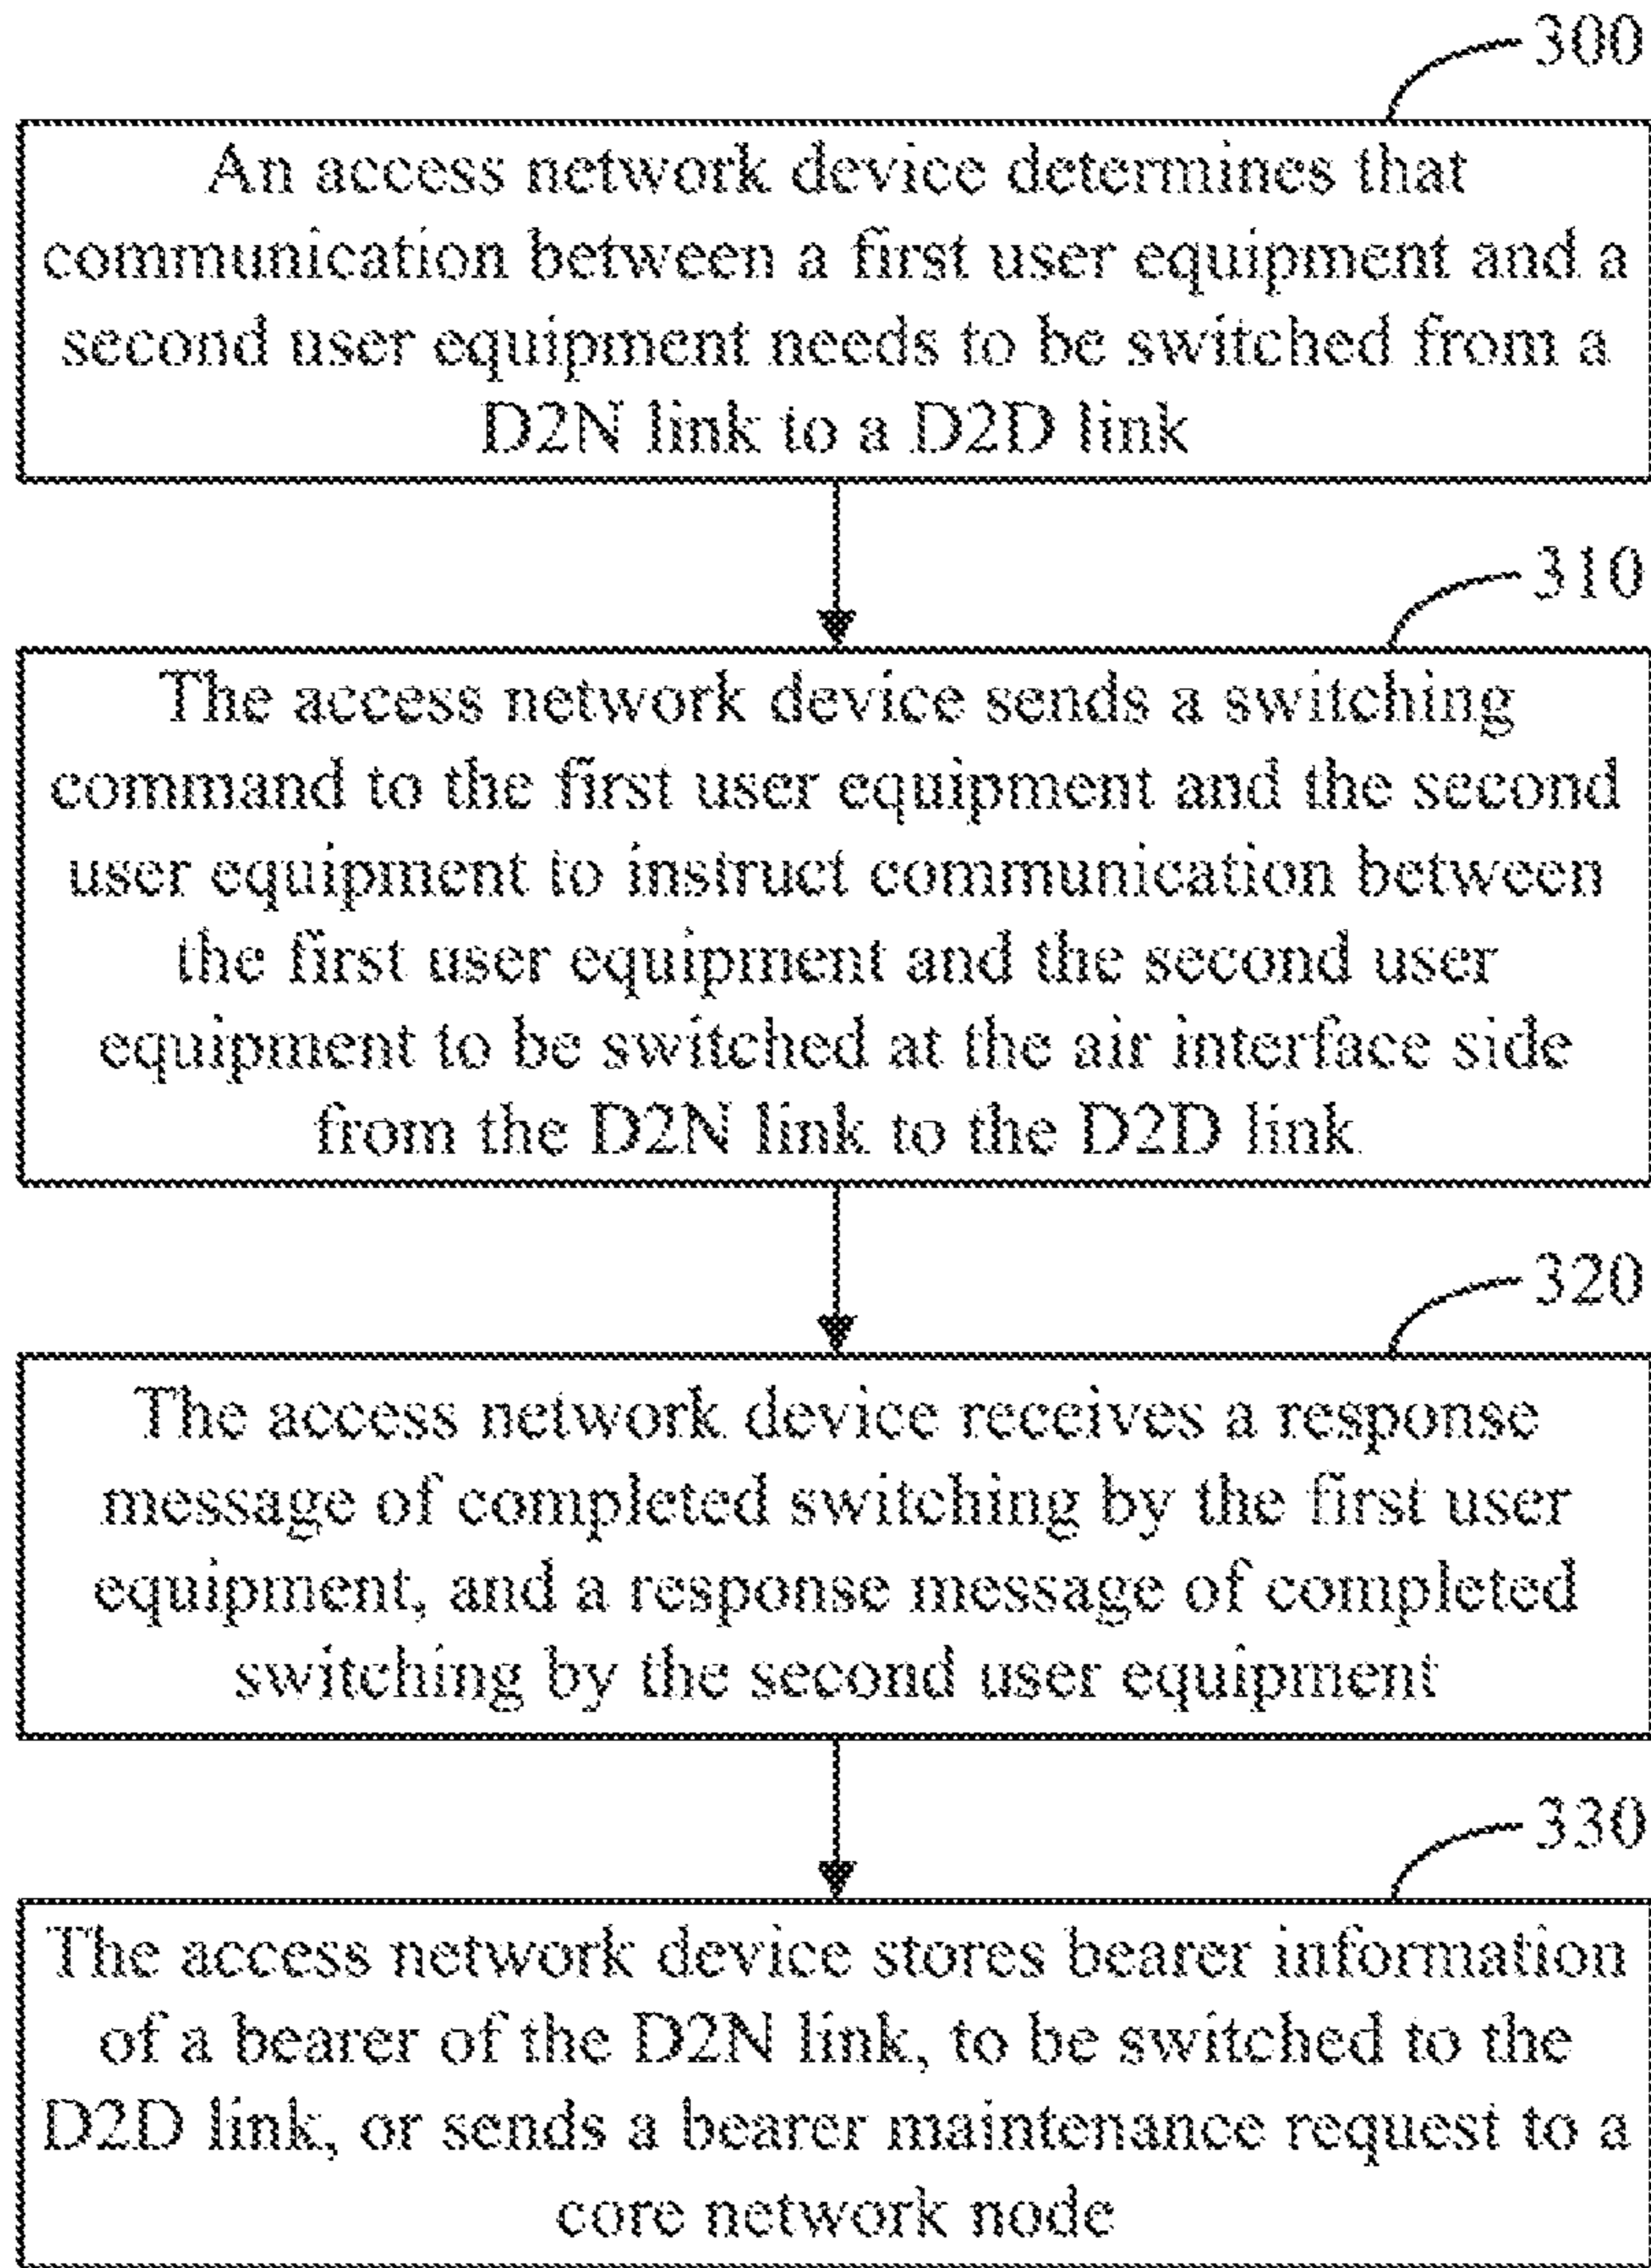 300
An access network device determines that
communication between a first user equipment and a
second user equipment needs to be switched from a
D2N link to a D2D link
310
The access network device sends a switching
command to the first user equipment and the second
user equipment to instruct communication between
the first user equipment and the second user
equipment to be switched at the air interface side
from the D2N link to the D2D link
320
The access network device receives a response
message of completed switching by the first user
equipment, and a response message of completed
switching by the second user equipment
330
The access network device stores bearer information
of a bearer of the D2N link, to be switched to the
D2D link, or sends a bearer maintenance request to a
core network node